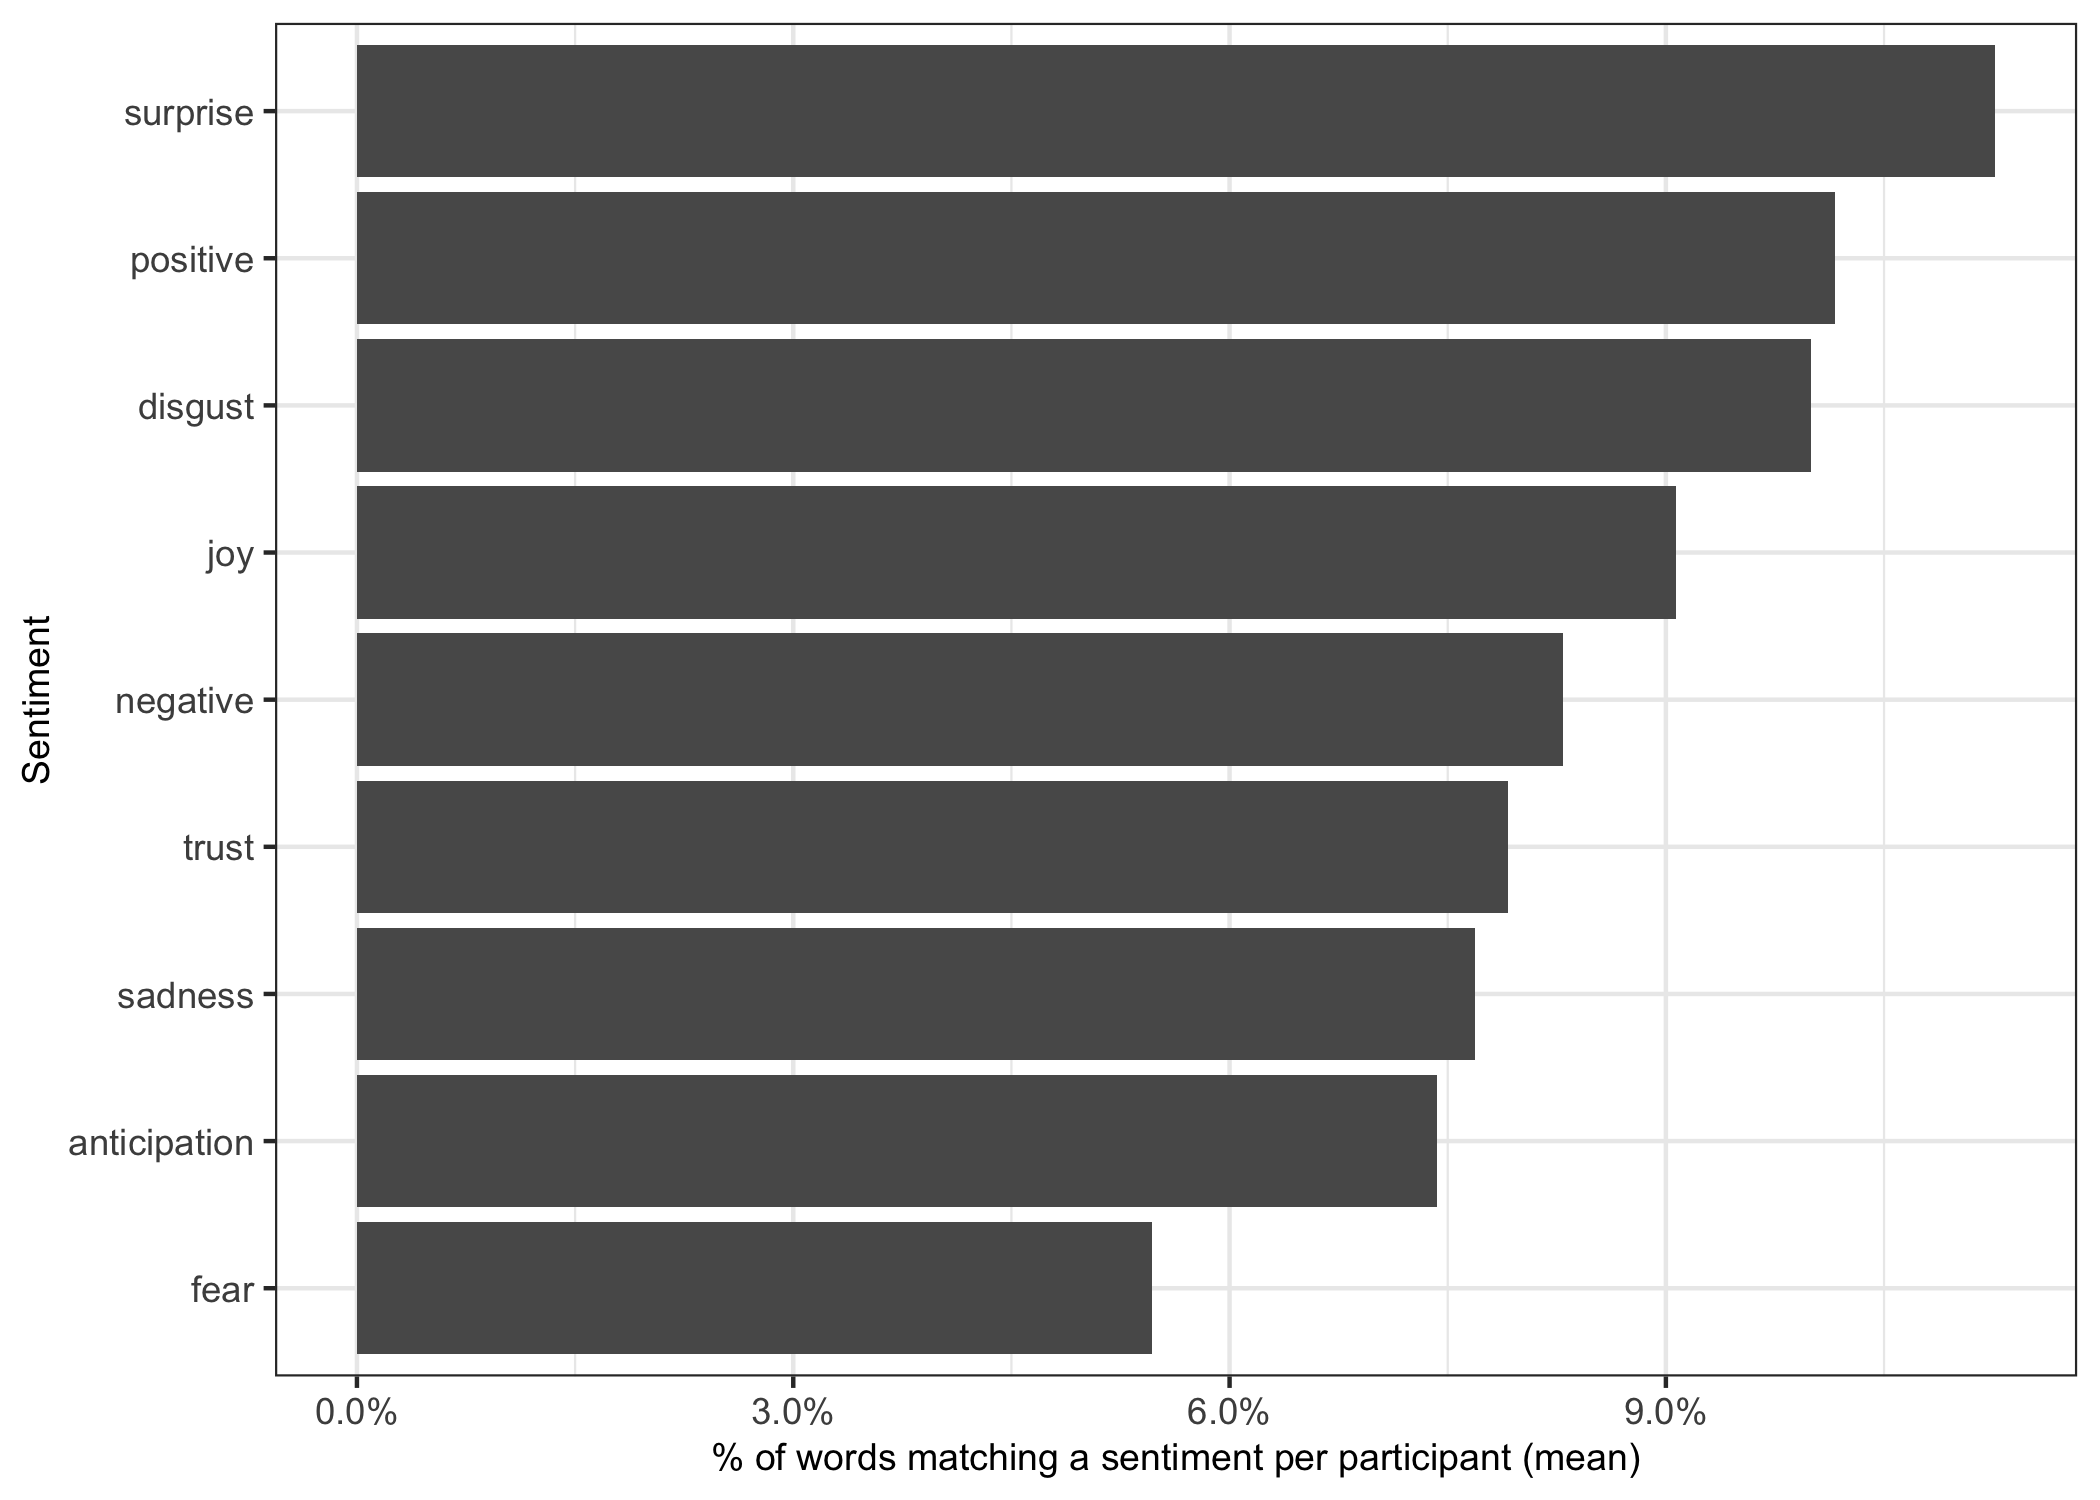 surprise
positive
disgust
joy
negative
trust
sadness
anticipation
fear
Sentiment
0.0% 3.0% 6.0% 9.0%
% of words matching a sentiment per participant (mean)